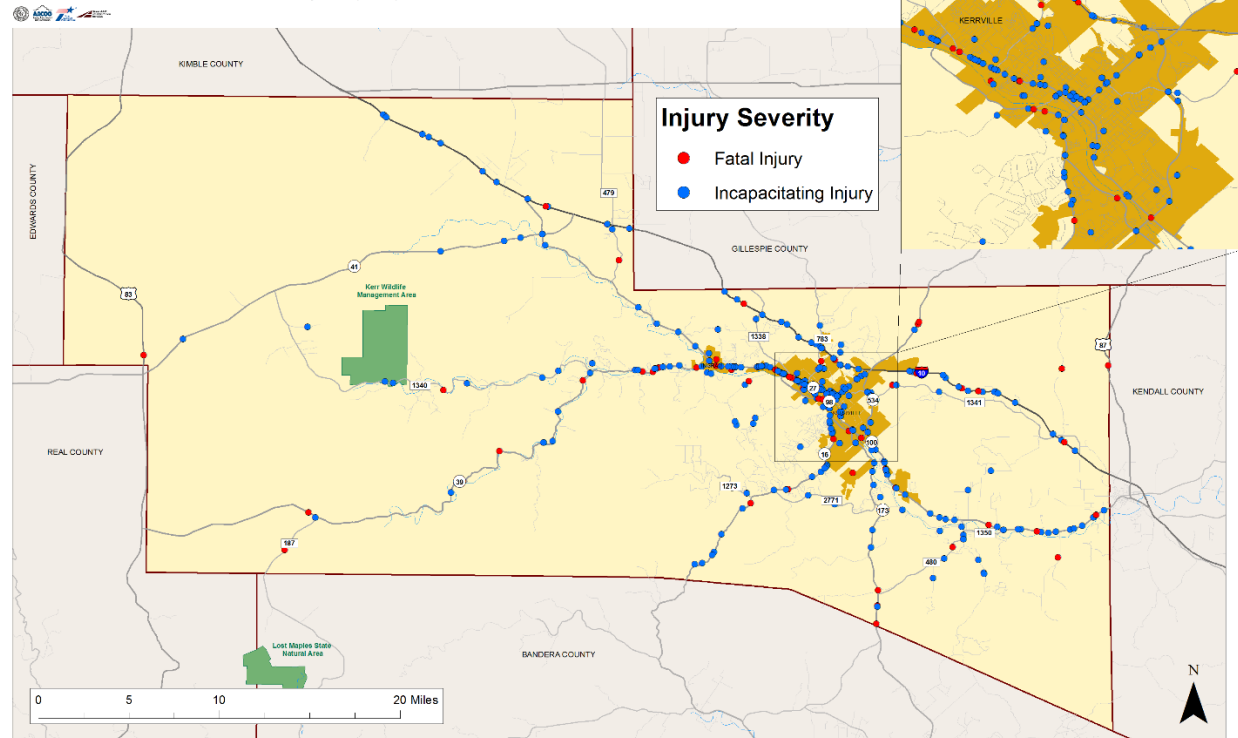 AACOG
KERRVILLE
KIMBLE COUNTY
Injury Severity
Fatal Injury
Incapacitating Injury
EDWARDS COUNTY
479
GILLESPIE COUNTY
41
83
Kerr Wildlife
Management Area
1338
783
87
1340
10
KENDALL COUNTY
27
98
534
1341
REAL COUNTY
16
100
39
1273
2771
173
187
1350
480
Lost Maples State
Natural Area
BANDERA COUNTY
N
0 5 10 20 Miles